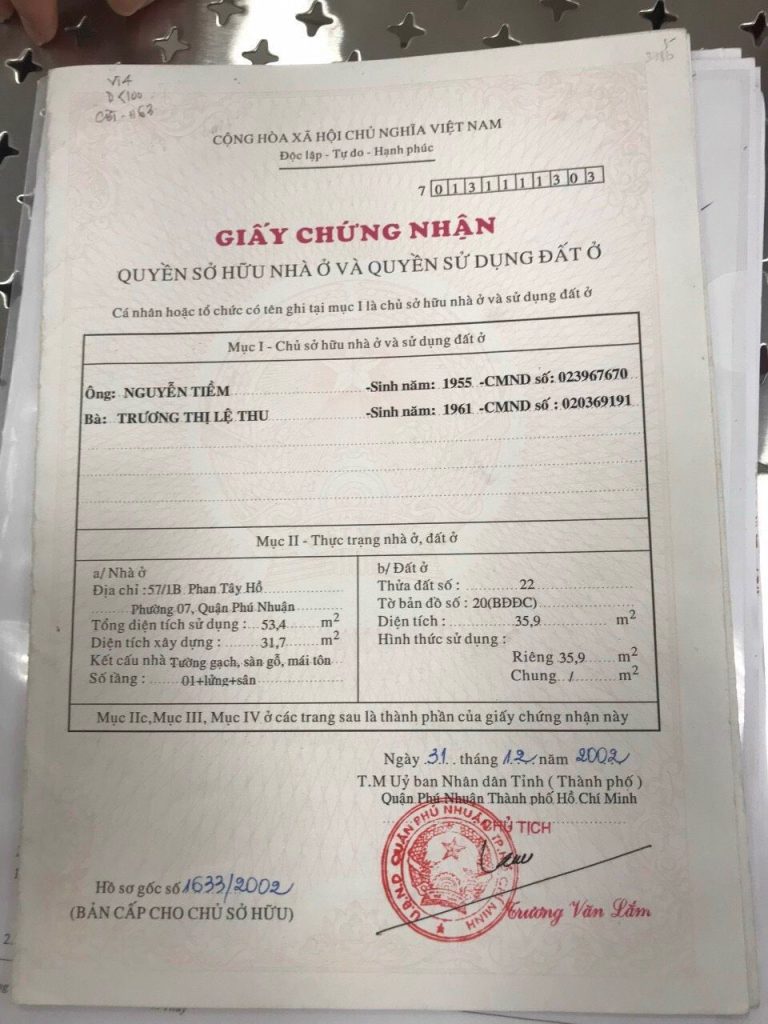 VT4
CỘNG HÒA XÃ HỘI CHỦ NGHĨA VIỆT NAM
Độc lập - Tự do - Hạnh phúc
7 01311111303
GIẤY CHỨNG NHẬN
QUYỀN SỞ HỮU NHÀ Ở VÀ QUYỀN SỬ DỤNG ĐẤT Ở
Cá nhân hoặc tổ chức có tên ghi tại mục I là chủ sở hữu nhà ở và sử dụng đất ở
Mục I - Chủ sở hữu nhà ở và sử dụng đất ở
Ông: NGUYỄN TIỀM -Sinh năm: 1955 -CMND số: 023967670
Bà: TRƯƠNG THỊ LỆ THU -Sinh năm: 1961 -CMND số : 020369191
Mục II - Thực trạng nhà ở, đất ở
a/ Nhà ở
Địa chỉ :57/1B Phan Tây Hồ
Phường 07, Quận Phú Nhuận
Tổng diện tích sử dụng : 53,4 m2
Diện tích xây dựng : 31,7 m2
Kết cấu nhà Tường gạch, sàn gỗ, mái tôn
Số tầng : 01+lửng+sân
b/ Đất ở
Thửa đất số : 22
Tờ bản đồ số : 20(BĐĐC)
Diện tích : 35,9 m2
Hình thức sử dụng :
Riêng 35,9 m2
Chung / m2
Mục IIc,Mục III, Mục IV ở các trang sau là thành phần của giấy chứng nhận này
Ngày 31 tháng 12 năm 2002
T.M Uỷ ban Nhân dân Tỉnh ( Thành phố )
Quận Phú Nhuận Thành phố Hồ Chí Minh
CHỦ TỊCH
U.B.N.D QUẬN PHÚ NHUẬN TP. HỒ CHÍ MINH
Trương Văn Lắm
Hồ sơ gốc số 1633/2002
(BẢN CẤP CHO CHỦ SỞ HỮU)